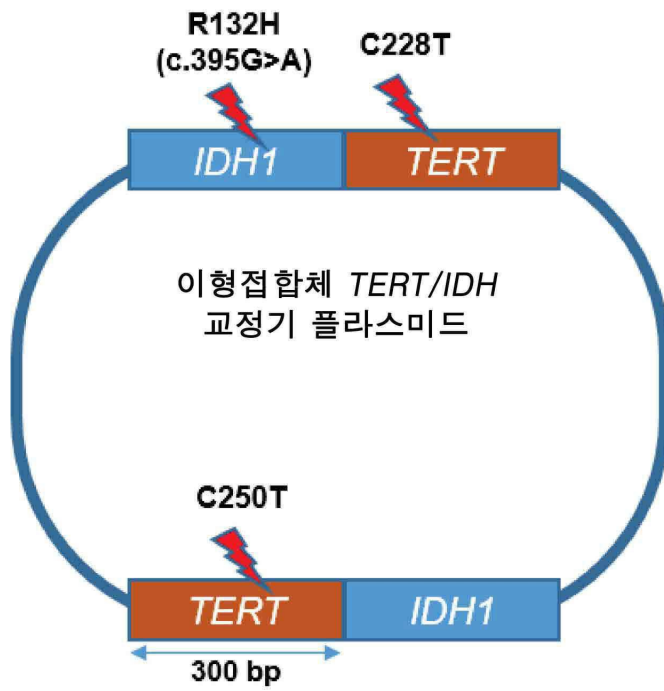 R132H
(c.395G>A)
C228T
IDH1
TERT
이형접합체 TERT/IDH
교정기 플라스미드
C250T
TERT
IDH1
300 bp